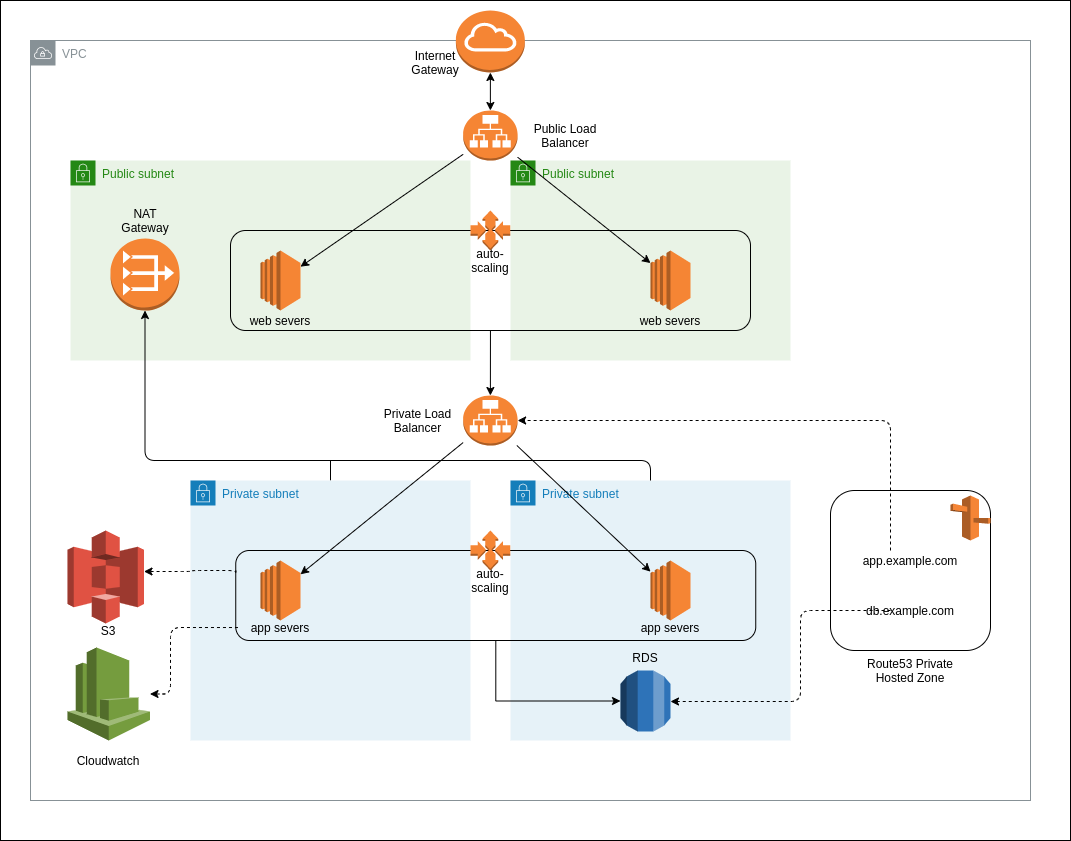 VPC
Internet
Gateway
Public Load
Balancer
Public subnet
Public subnet
NAT
Gateway
auto-
scaling
web severs
web severs
Private Load
Balancer
Private subnet
Private subnet
auto-
scaling
app.example.com
db.example.com
S3
app severs
app severs
RDS
Route53 Private
Hosted Zone
Cloudwatch